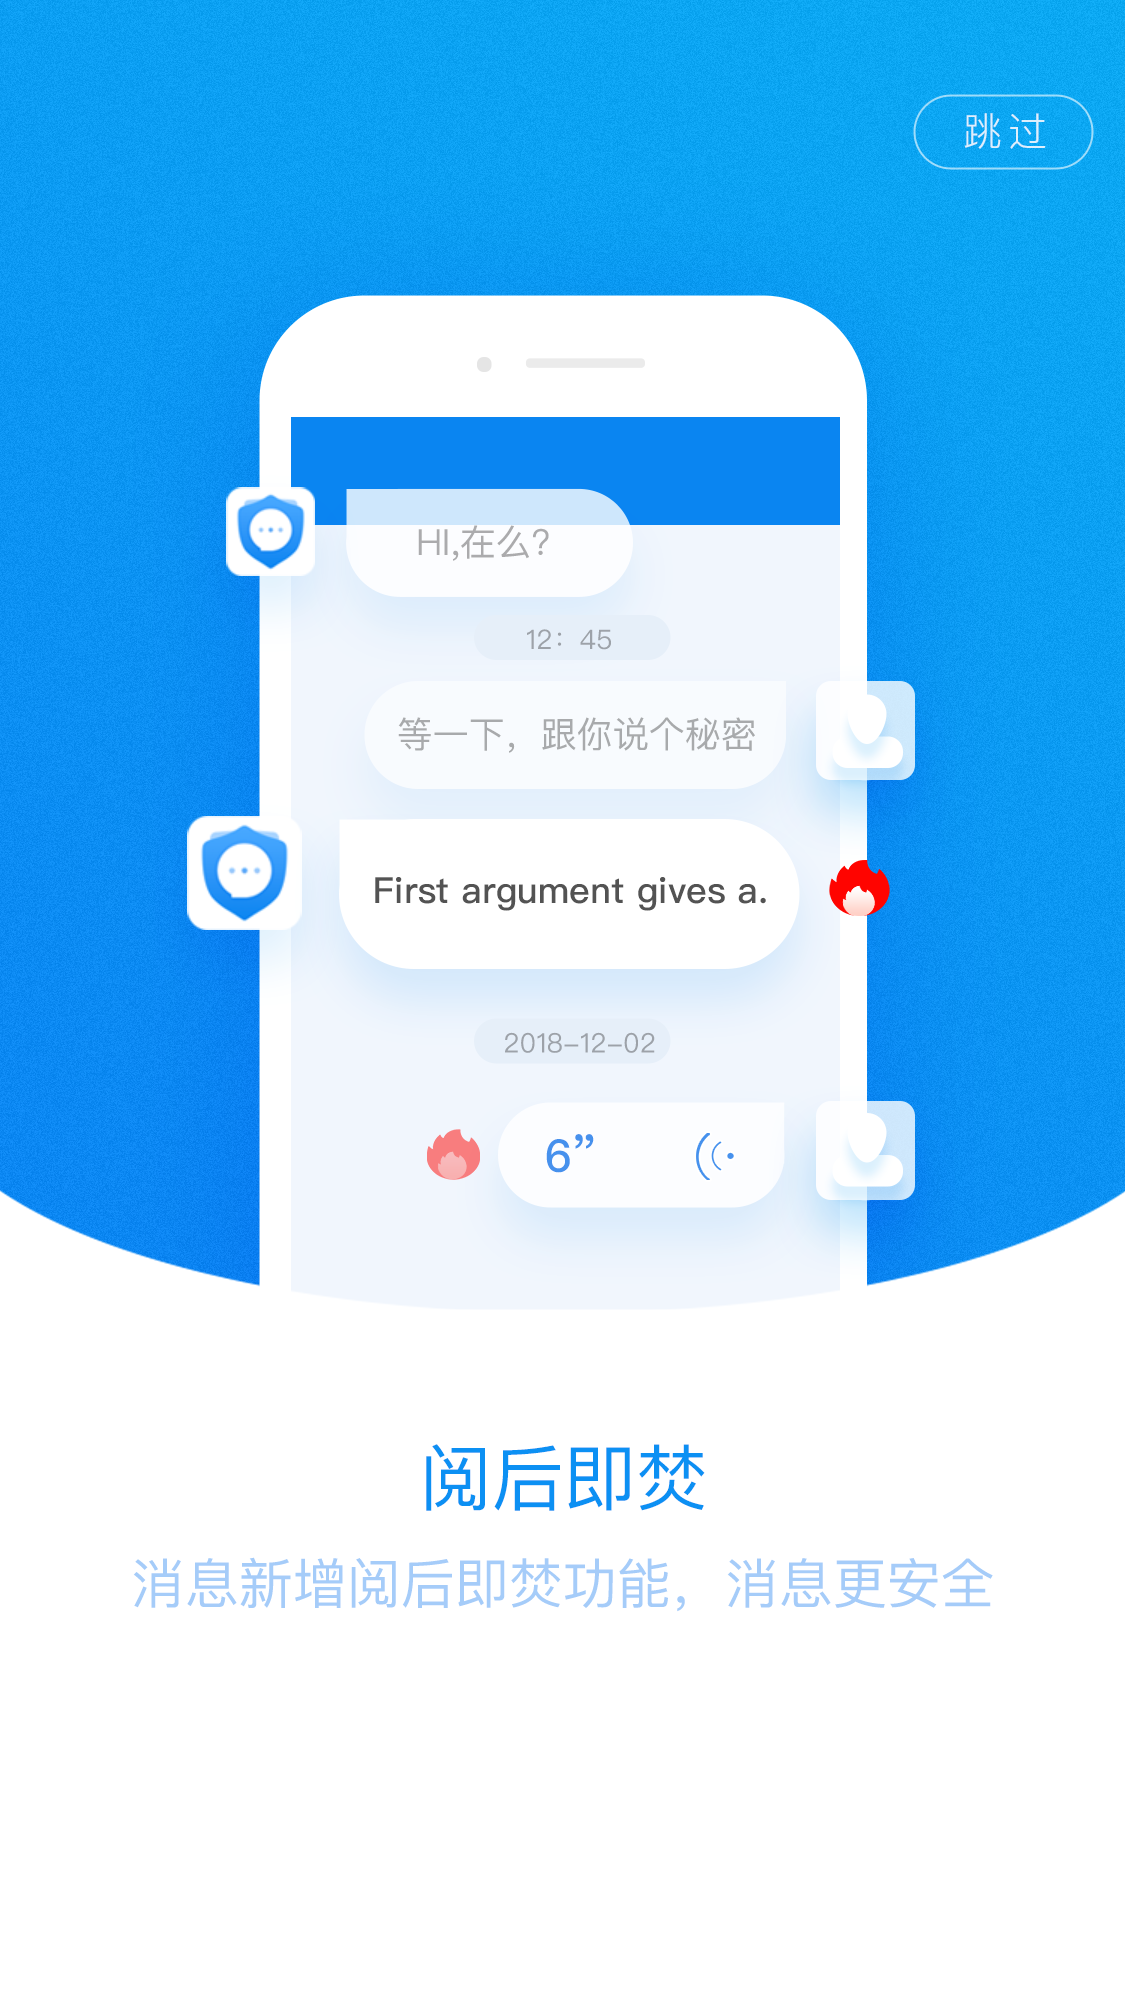 跳过
HI,在么?
12：45
等一下，跟你说个秘密
First argument gives a.
2018-12-02
6”
阅后即焚
消息新增阅后即焚功能，消息更安全